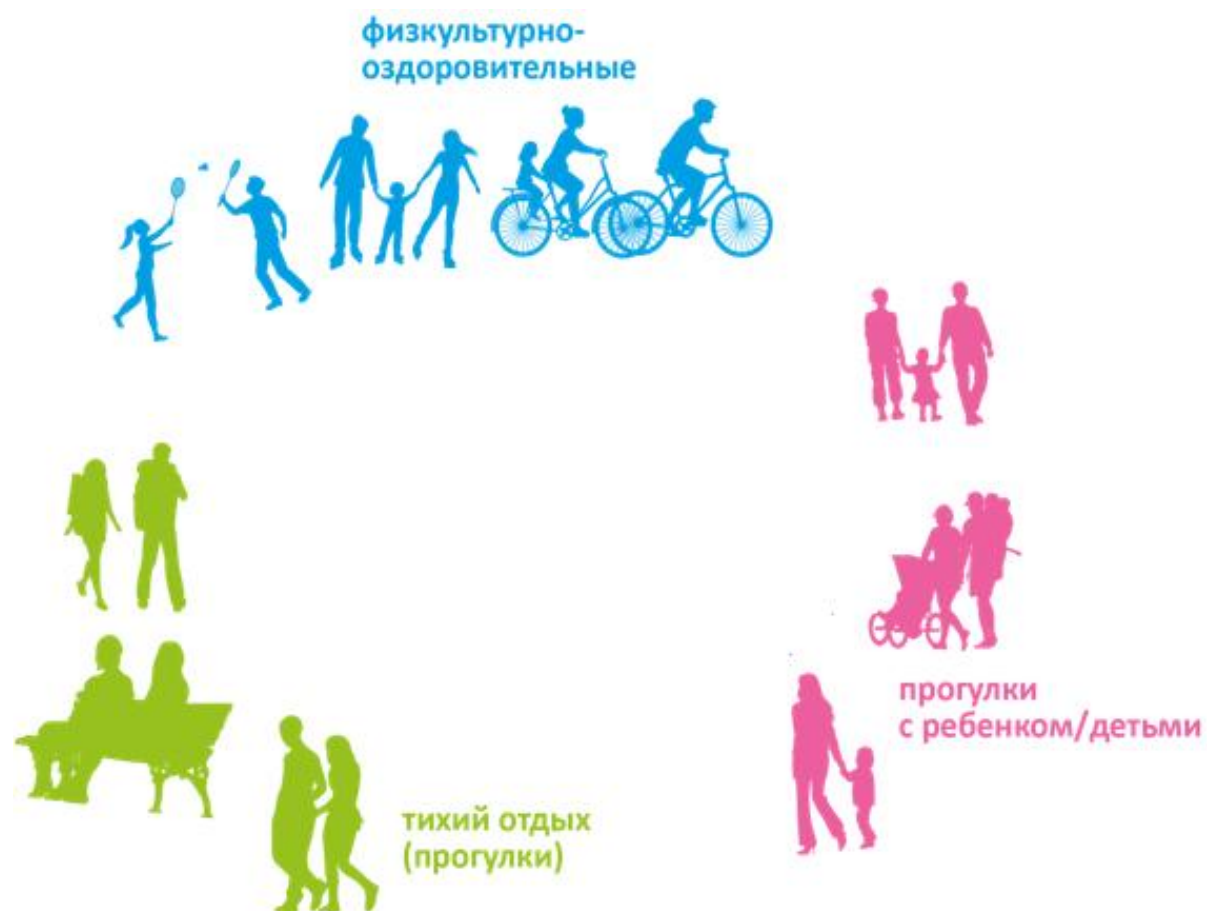 физкультурно-
оздоровительные
прогулки
с ребенком/детьми
тихий отдых
(прогулки)